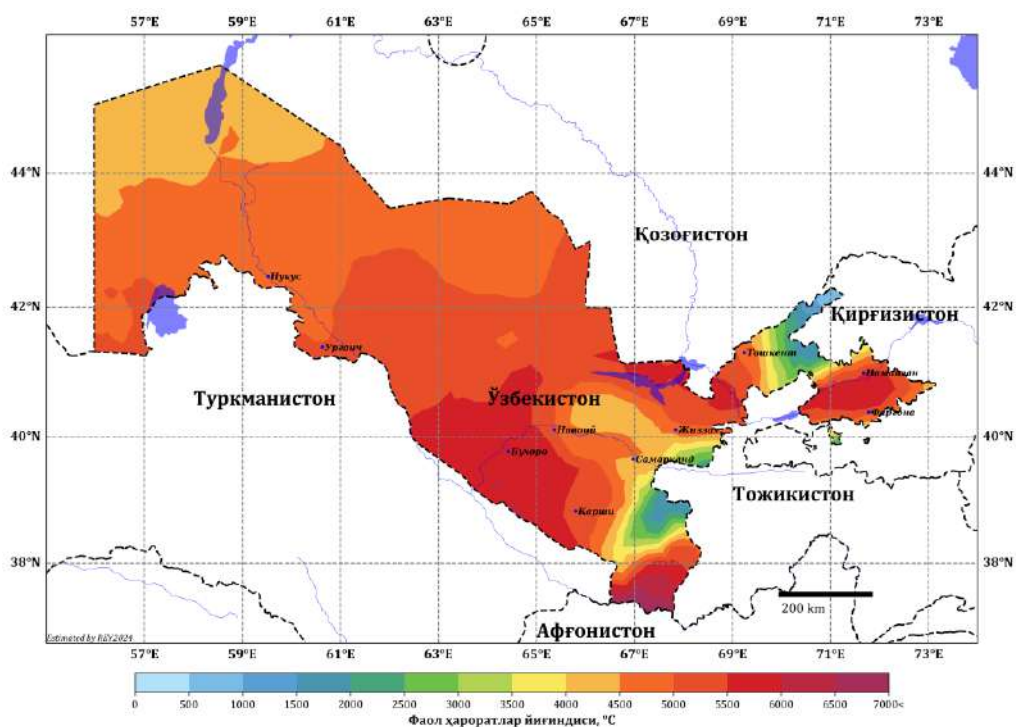 57°E 59°E 61°E 63°E 65°E 67°E 69°E 71°E 73°E
44°N 44°N
Қозоғистон
Нукус
42°N 42°N
Қирғизистон
Урганч
Тошкент
Наманган
Туркманистон
Ўзбекистон
Фарғона
Навоий
Жиззах
40°N 40°N
Бухоро
Самарқанд
Тожикистон
Қарши
38°N 38°N
200 km
Афғонистон
Estimated by REY2024
57°E 59°E 61°E 63°E 65°E 67°E 69°E 71°E 73°E
0 500 1000 1500 2000 2500 3000 3500 4000 4500 5000 5500 6000 6500 7000<
Фаол ҳароратлар йиғиндиси, °C